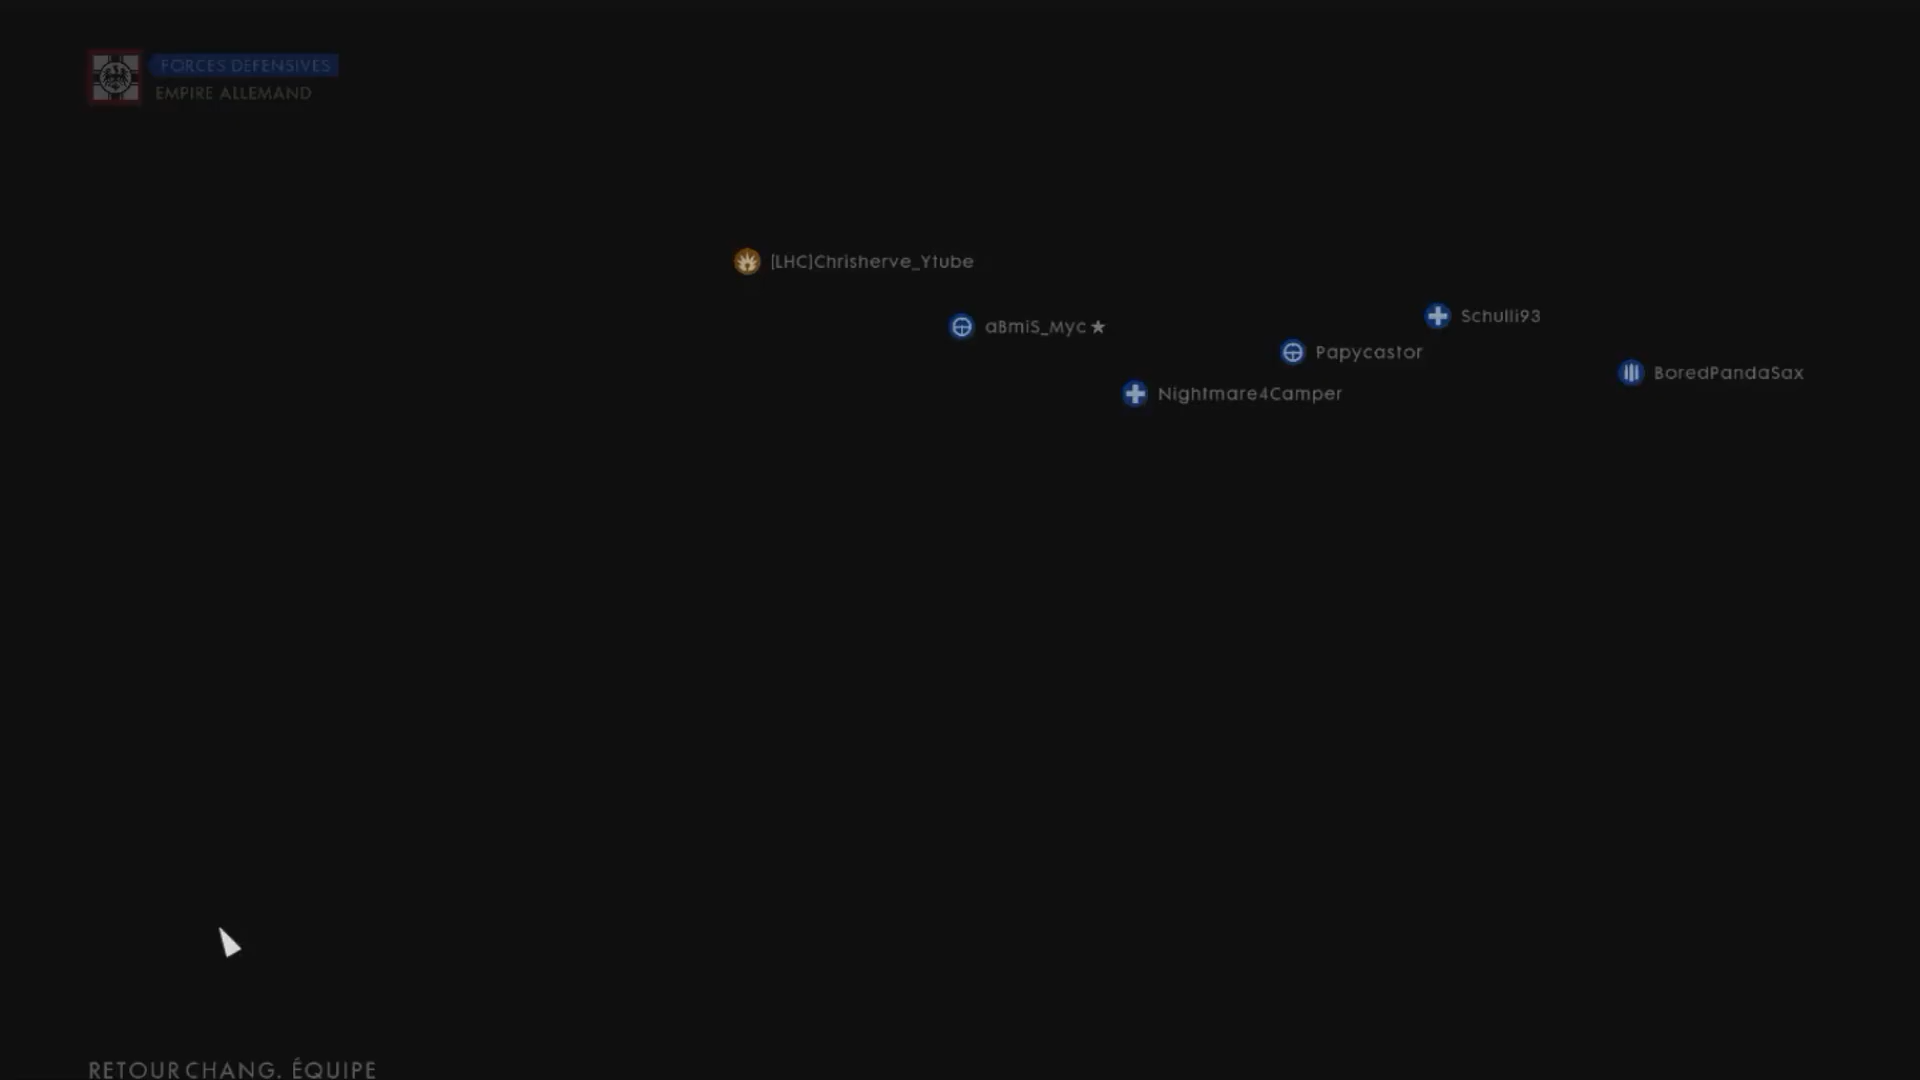 FORCES DEFENSIVES
EMPIRE ALLEMAND
[LHC]Chrisherve_Ytube
aBmiS_Myc★
Schulli93
Papycastor
BoredPandaSax
Nightmare4Camper
RETOUR CHANG. ÉQUIPE